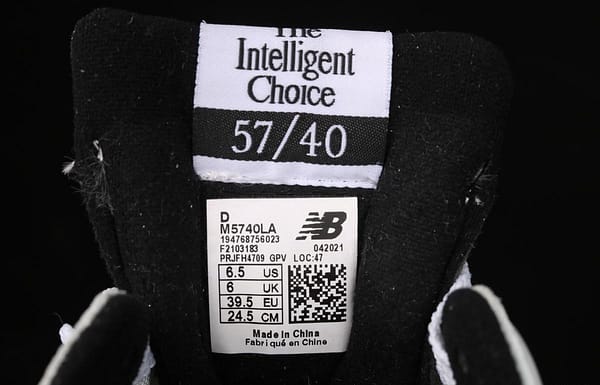 The
Intelligent
Choice
57/40
D
M5740LA
194768756023
F2103183
PRJFH4709 GPV
NB
042021
LOC:47
6.5 US
6 UK
39.5 EU
24.5 CM
Made in China
Fabriqué en Chine